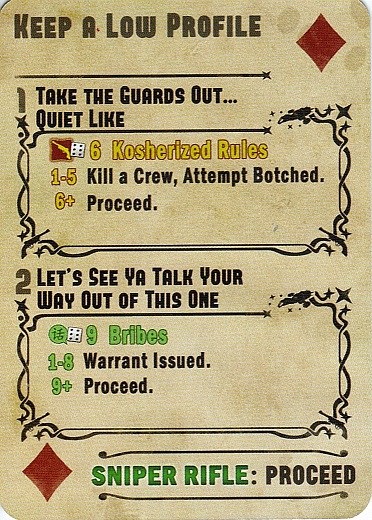 KEEP A LOW PROFILE
1 TAKE THE GUARDS OUT...
QUIET LIKE
6 Kosherized Rules
1-5 Kill a Crew, Attempt Botched.
6+ Proceed.
2 LET'S SEE YA TALK YOUR
WAY OUT OF THIS ONE
話 9 Bribes
1-8 Warrant Issued.
9+ Proceed.
SNIPER RIFLE: PROCEED